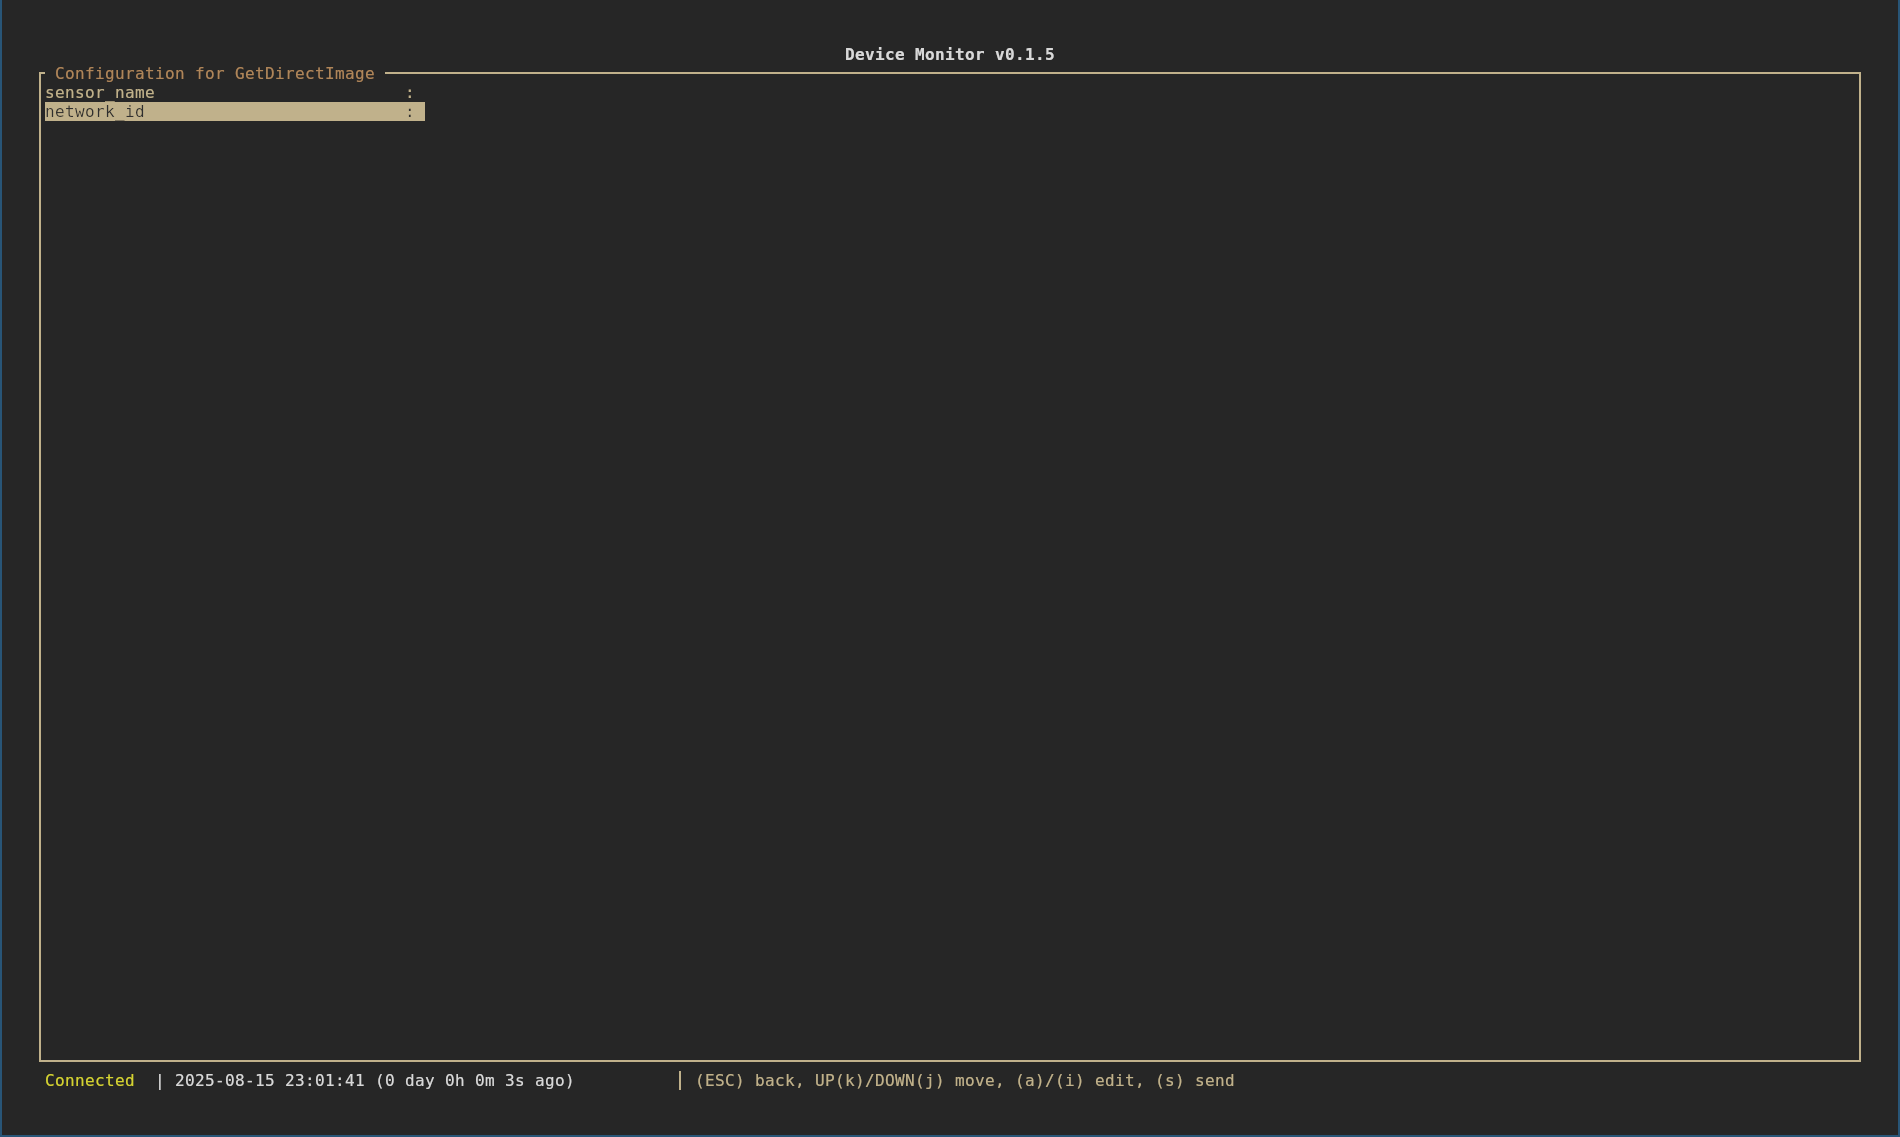 Device Monitor v0.1.5
Configuration for GetDirectImage
sensor_name :
network_id :
Connected | 2025-08-15 23:01:41 (0 day 0h 0m 3s ago) | (ESC) back, UP(k)/DOWN(j) move, (a)/(i) edit, (s) send